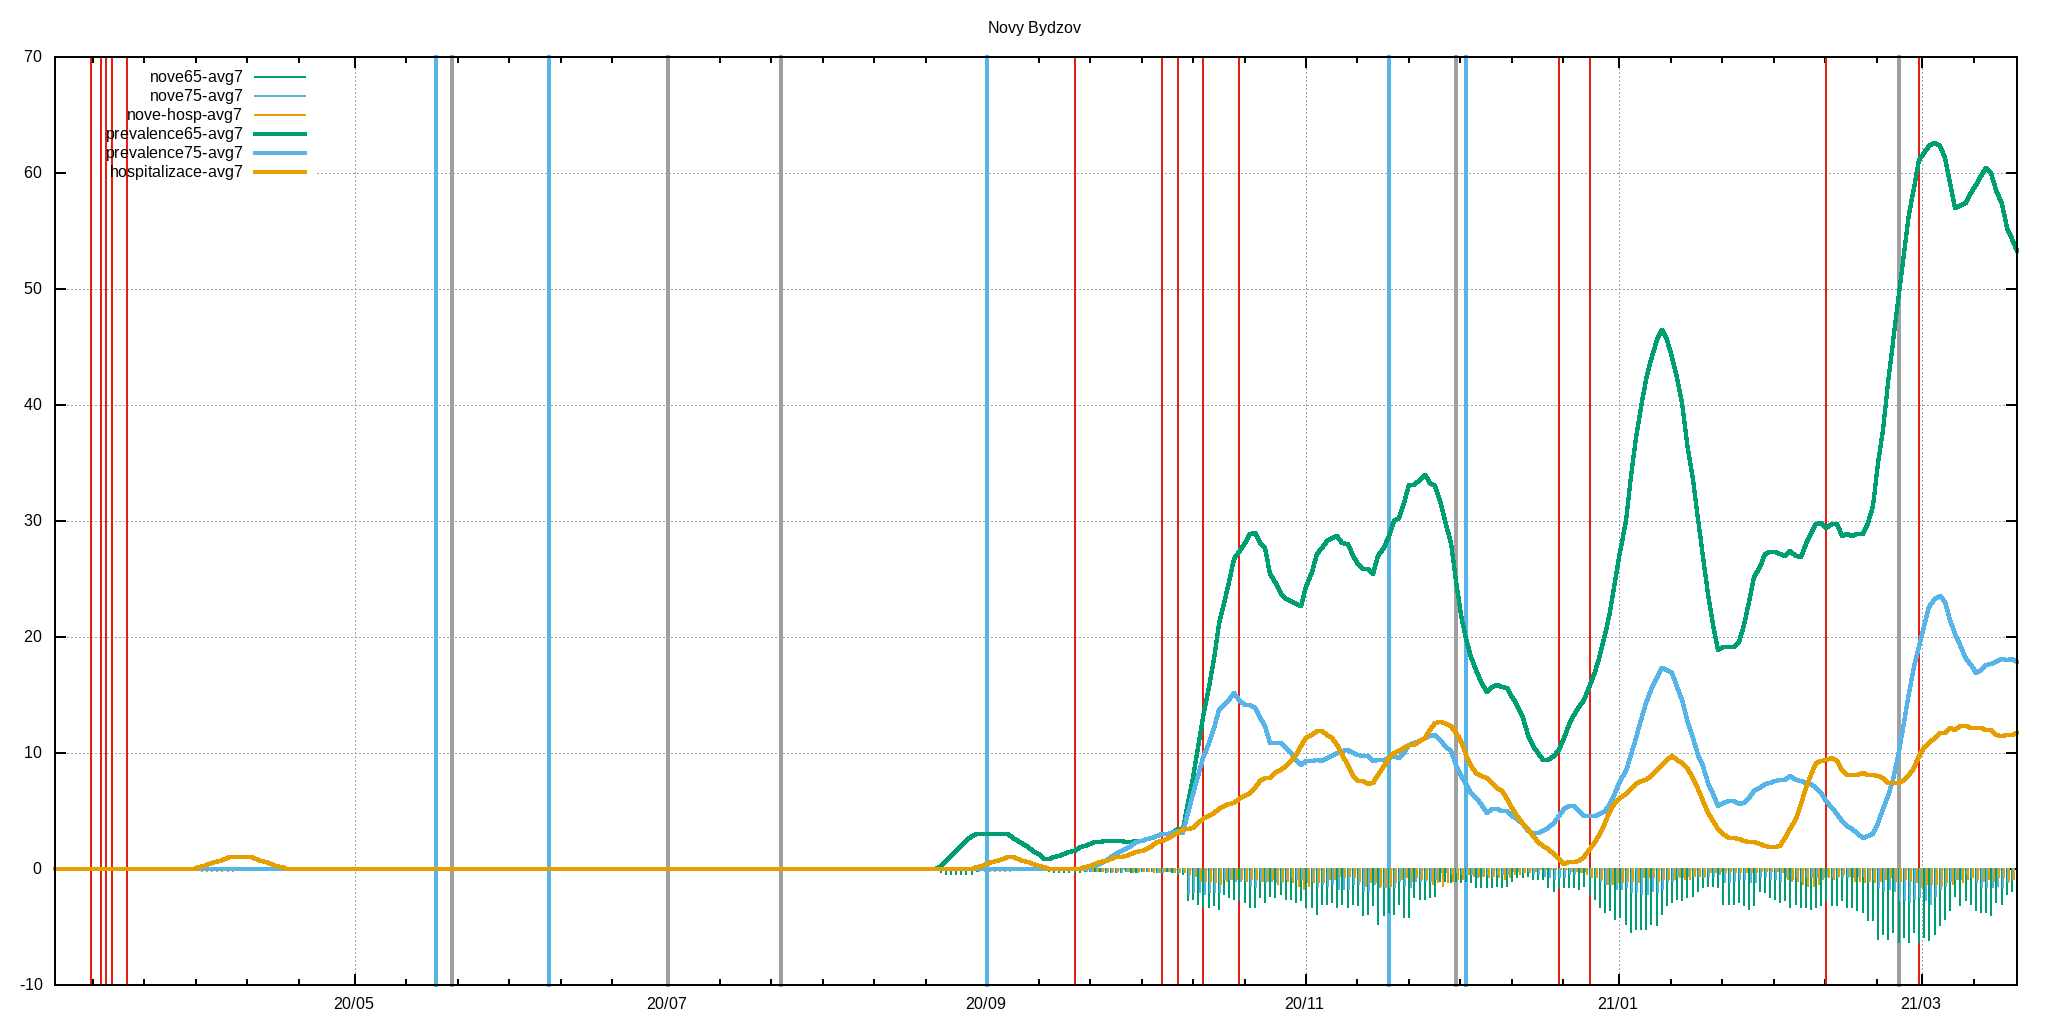 Novy Bydzov
70
60
50
40
30
20
10
0
-10
nove65-avg7
nove75-avg7
nove-hosp-avg7
prevalence65-avg7
prevalence75-avg7
hospitalizace-avg7
20/05 20/07 20/09 20/11 21/01 21/03